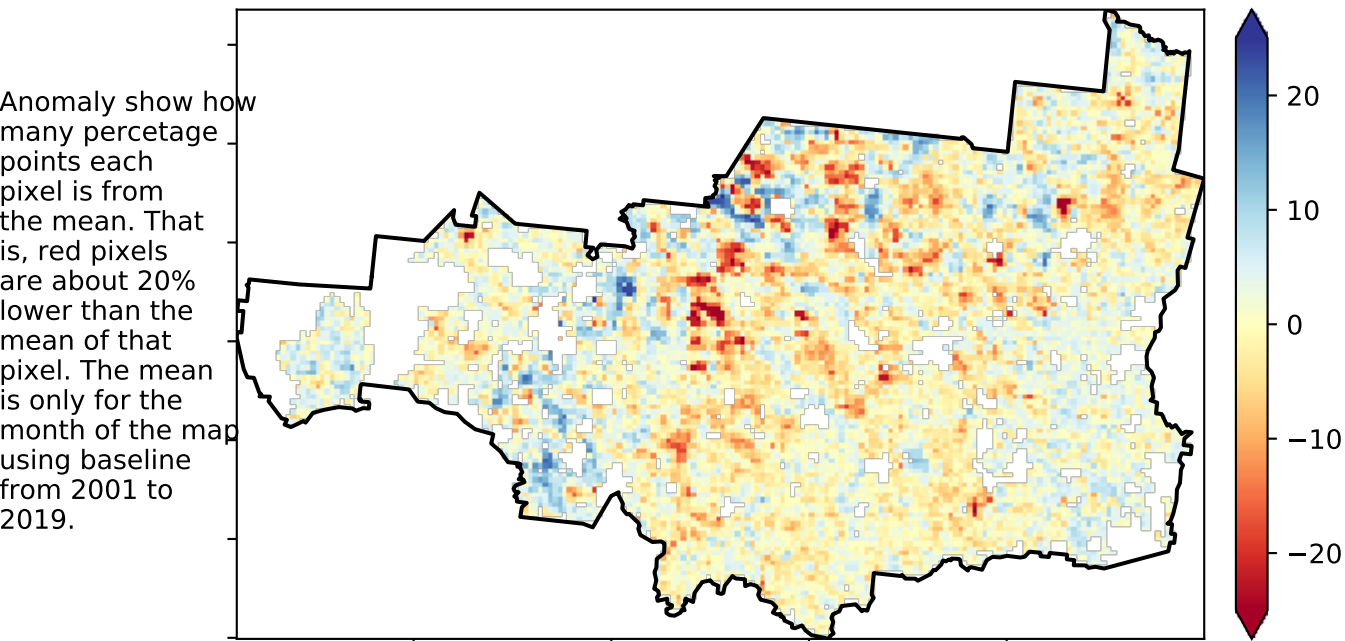 Anomaly show how
many percetage
points each
pixel is from
the mean. That
is, red pixels
are about 20%
lower than the
mean of that
pixel. The mean
is only for the
month of the map
using baseline
from 2001 to
2019.
20
10
0
−10
−20